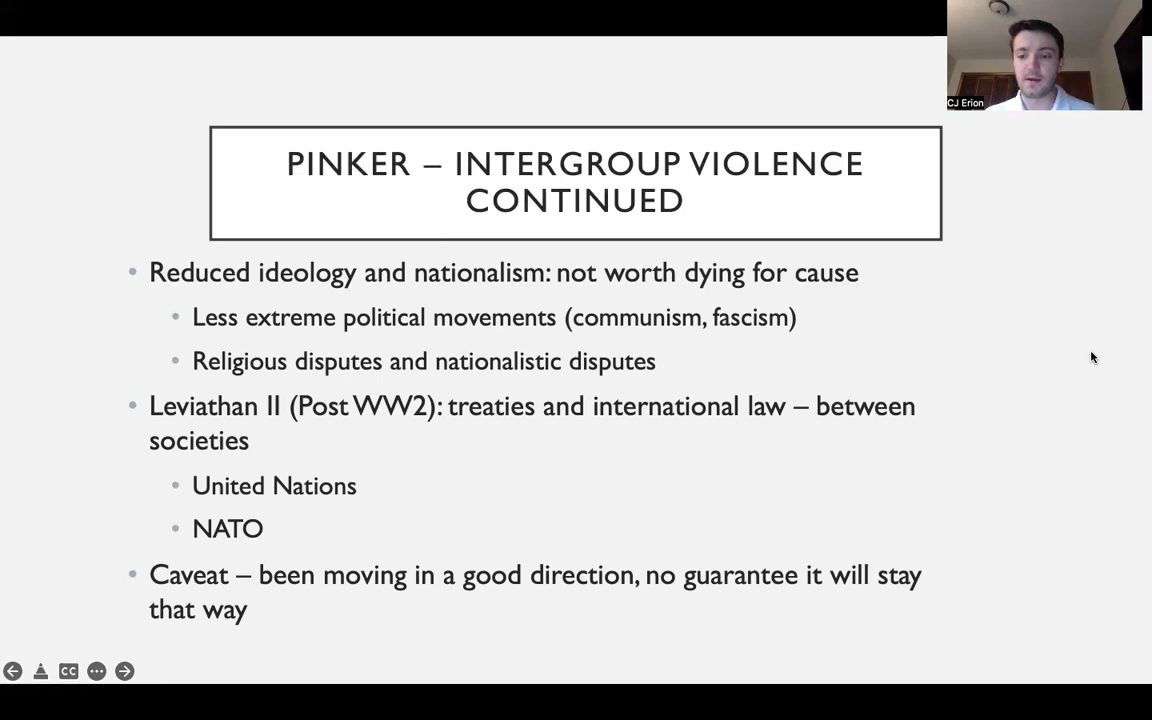 CJ Erion
PINKER – INTERGROUP VIOLENCE
CONTINUED
• Reduced ideology and nationalism: not worth dying for cause
• Less extreme political movements (communism, fascism)
• Religious disputes and nationalistic disputes
• Leviathan II (Post WW2): treaties and international law – between
societies
• United Nations
• NATO
• Caveat – been moving in a good direction, no guarantee it will stay
that way
CC